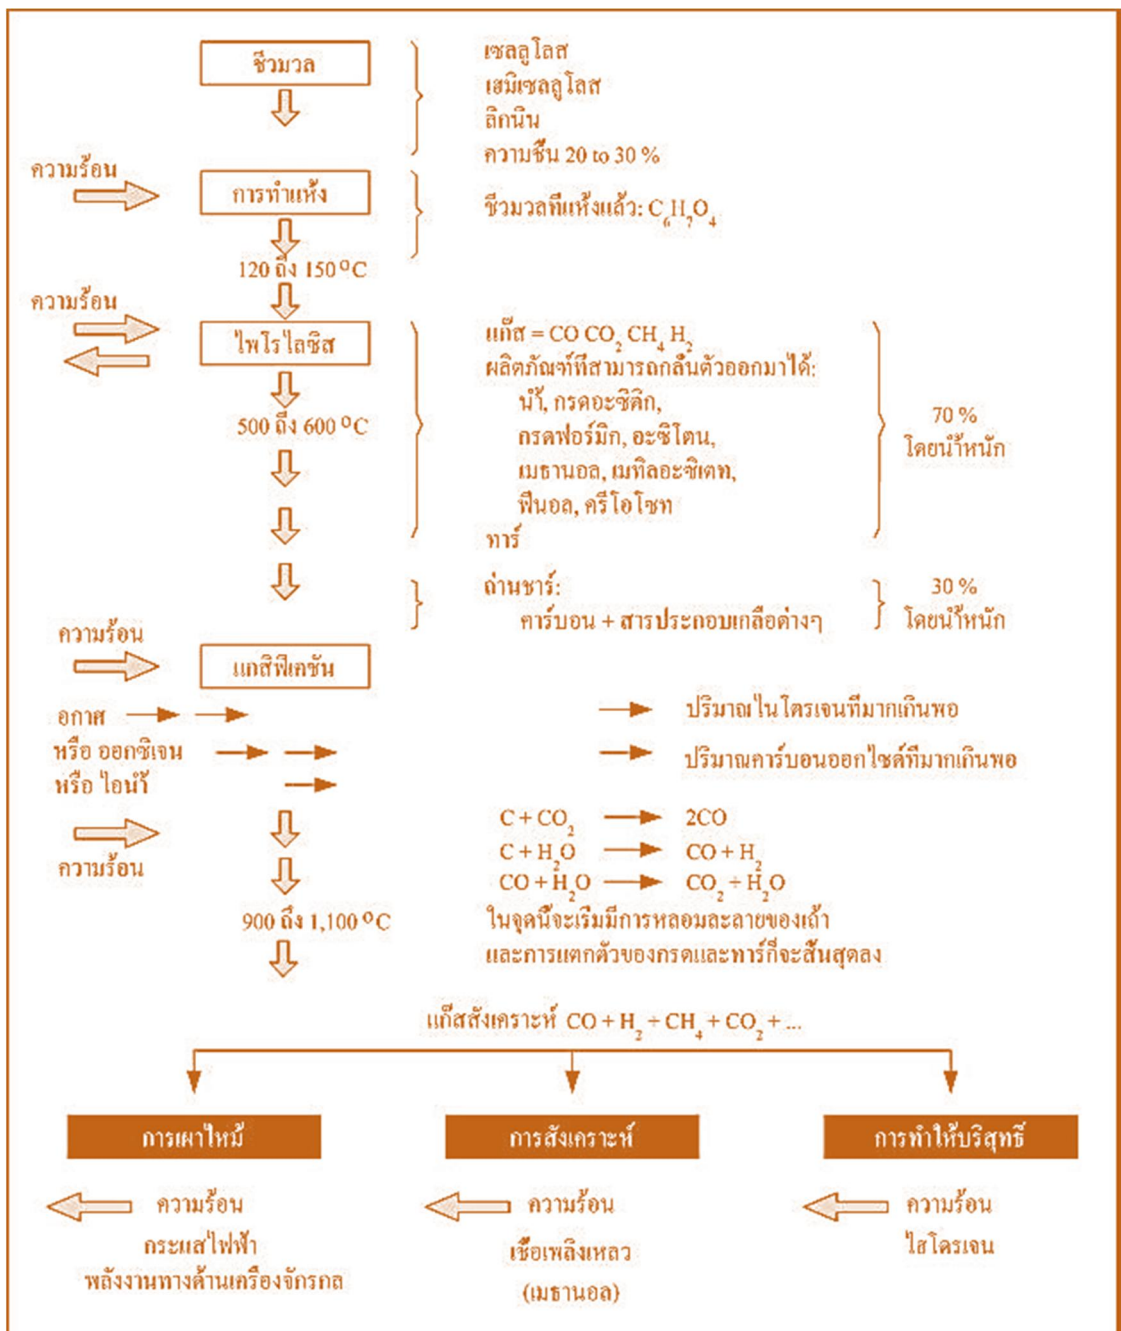 ชีวมวล
เซลลูโลส
เฮมิเซลลูโลส
ลิกนิน
ความชื้น 20 to 30 %
ความร้อน
การทำแห้ง
ชีวมวลที่แห้งแล้ว: C₆H₇O₄
120 ถึง 150 ºC
ความร้อน
ไพโรไลซิส
แก๊ส = CO CO₂ CH₄ H₂
ผลิตภัณฑ์ที่สามารถกลั่นตัวออกมาได้:
น้ำ, กรดอะซิติก,
กรดฟอร์มิก, อะซิโตน,
เมธานอล, เมทิลอะซิเตท,
ฟีนอล, ครีโอโซท
ทาร์
70 %
โดยน้ำหนัก
500 ถึง 600 ºC
ถ่านชาร์:
คาร์บอน + สารประกอบเกลือต่างๆ
30 %
โดยน้ำหนัก
ความร้อน
แกสิฟิเคชัน
อกาศ
หรือ ออกซิเจน
หรือ ไอน้ำ
ปริมาณไนโตรเจนที่มากเกินพอ
ปริมาณคาร์บอนออกไซด์ที่มากเกินพอ
ความร้อน
C + CO₂ → 2CO
C + H₂O → CO + H₂
CO + H₂O → CO₂ + H₂O
900 ถึง 1,100 ºC
ในจุดนี้จะเริ่มมีการหลอมละลายของเถ้า
และการแตกตัวของกรดและทาร์ก็จะสิ้นสุดลง
แก๊สสังเคราะห์ CO + H₂ + CH₄ + CO₂ + ...
การเผาไหม้
การสังเคราะห์
การทำให้บริสุทธิ์
ความร้อน
กระแสไฟฟ้า
พลังงานทางด้านเครื่องจักรกล
ความร้อน
เชื้อเพลิงเหลว
(เมธานอล)
ความร้อน
ไฮโดรเจน